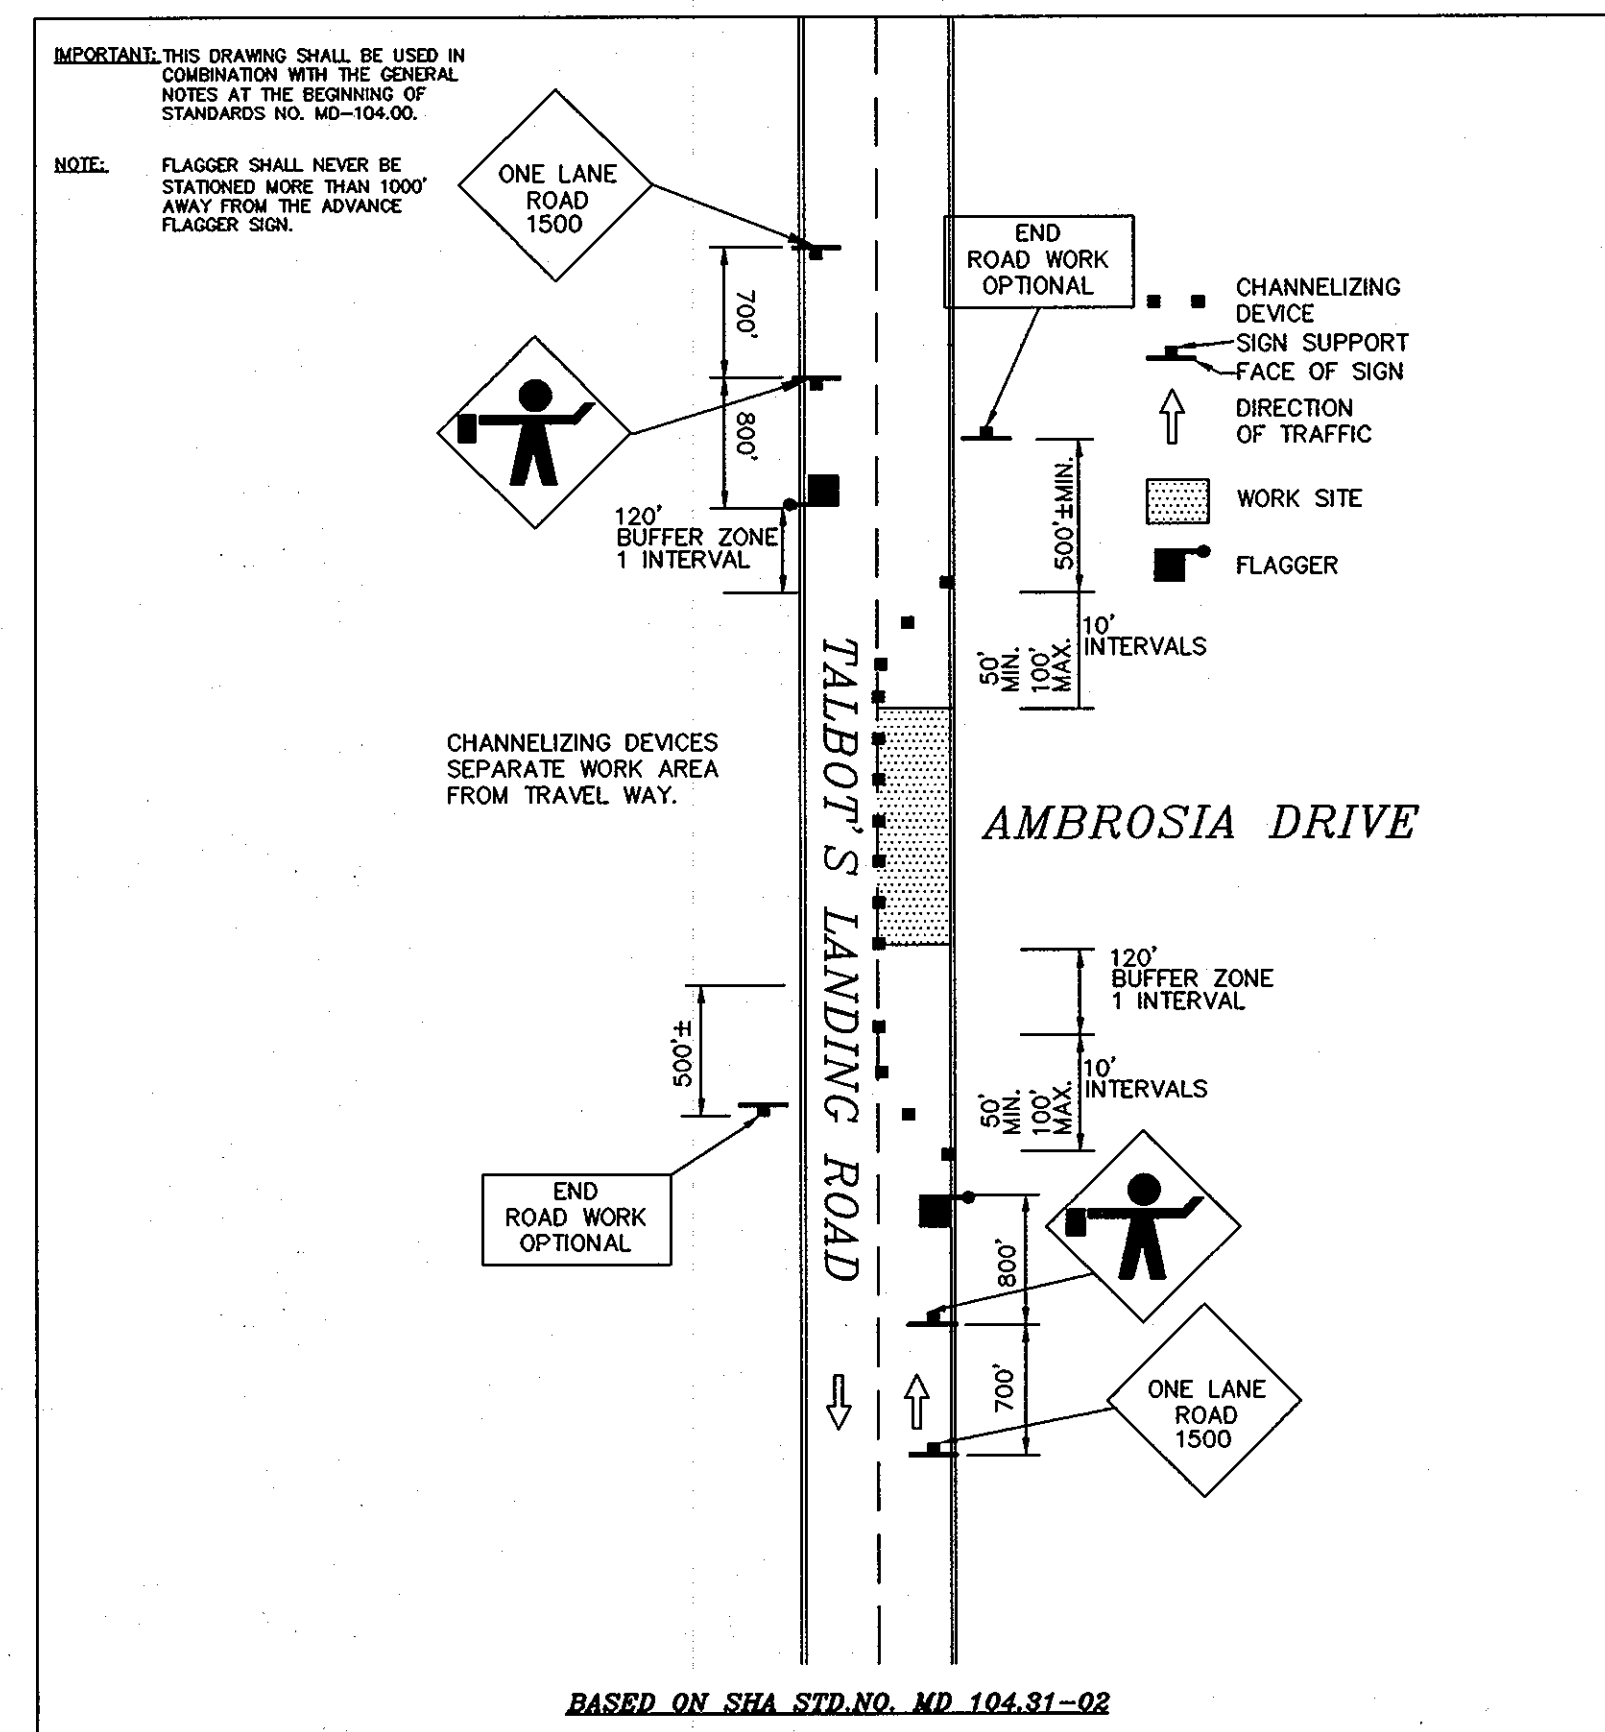 IMPORTANT: THIS DRAWING SHALL BE USED IN
COMBINATION WITH THE GENERAL
NOTES AT THE BEGINNING OF
STANDARDS NO. MD-104.00.
NOTE: FLAGGER SHALL NEVER BE
STATIONED MORE THAN 1000'
AWAY FROM THE ADVANCE
FLAGGER SIGN.
ONE LANE
ROAD
1500
END
ROAD WORK
OPTIONAL
CHANNELIZING
DEVICE
SIGN SUPPORT
FACE OF SIGN
DIRECTION
OF TRAFFIC
WORK SITE
FLAGGER
700'
800'
120'
BUFFER ZONE
1 INTERVAL
500'±MIN.
10'
INTERVALS
50'
MIN.
100'
MAX.
CHANNELIZING DEVICES
SEPARATE WORK AREA
FROM TRAVEL WAY.
TALBOT'S LANDING ROAD
AMBROSIA DRIVE
120'
BUFFER ZONE
1 INTERVAL
500'±
10'
INTERVALS
50'
MIN.
100'
MAX.
END
ROAD WORK
OPTIONAL
800'
700'
ONE LANE
ROAD
1500
BASED ON SHA STD.NO. MD 104.31-02